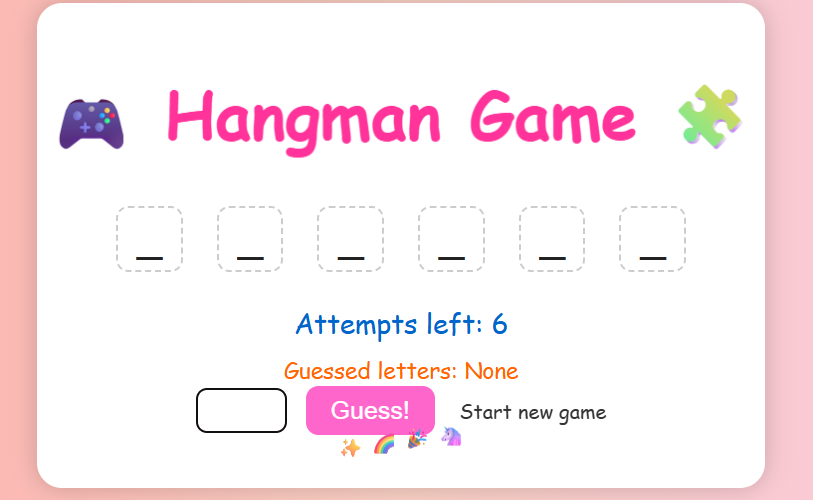 Hangman Game
_ _ _ _ _ _
Attempts left: 6
Guessed letters: None
Guess! Start new game